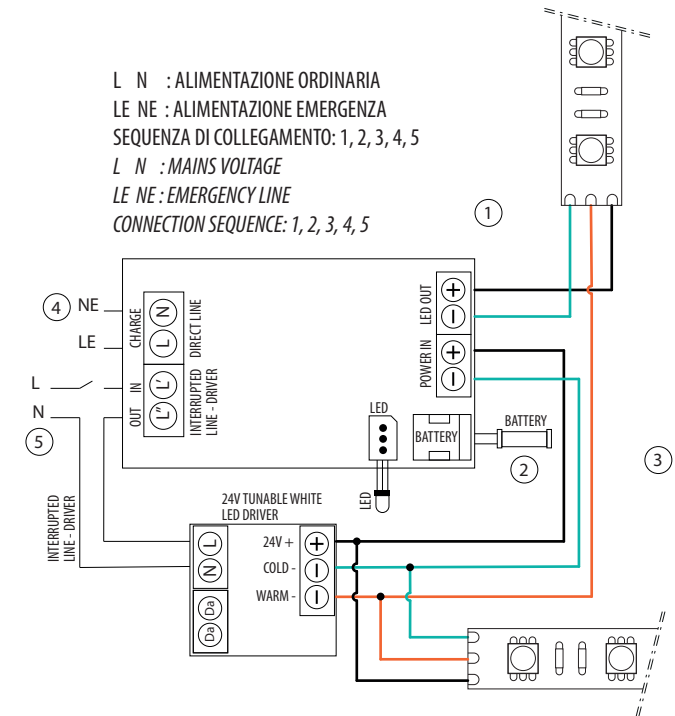 L N : ALIMENTAZIONE ORDINARIA
LE NE : ALIMENTAZIONE EMERGENZA
SEQUENZA DI COLLEGAMENTO: 1, 2, 3, 4, 5
L N : MAINS VOLTAGE
LE NE : EMERGENCY LINE
CONNECTION SEQUENCE: 1, 2, 3, 4, 5
1
4
NE
LE
L
N
5
CHARGE
N
L
DIRECT LINE
OUT IN
L'
L"
INTERRUPTED
LINE - DRIVER
LED OUT
+
−
POWER IN
+
−
LED
LED
BATTERY
BATTERY
2
3
INTERRUPTED
LINE - DRIVER
24V TUNABLE WHITE
LED DRIVER
L
N
Da
Da
24V +
COLD -
WARM -
+
−
−